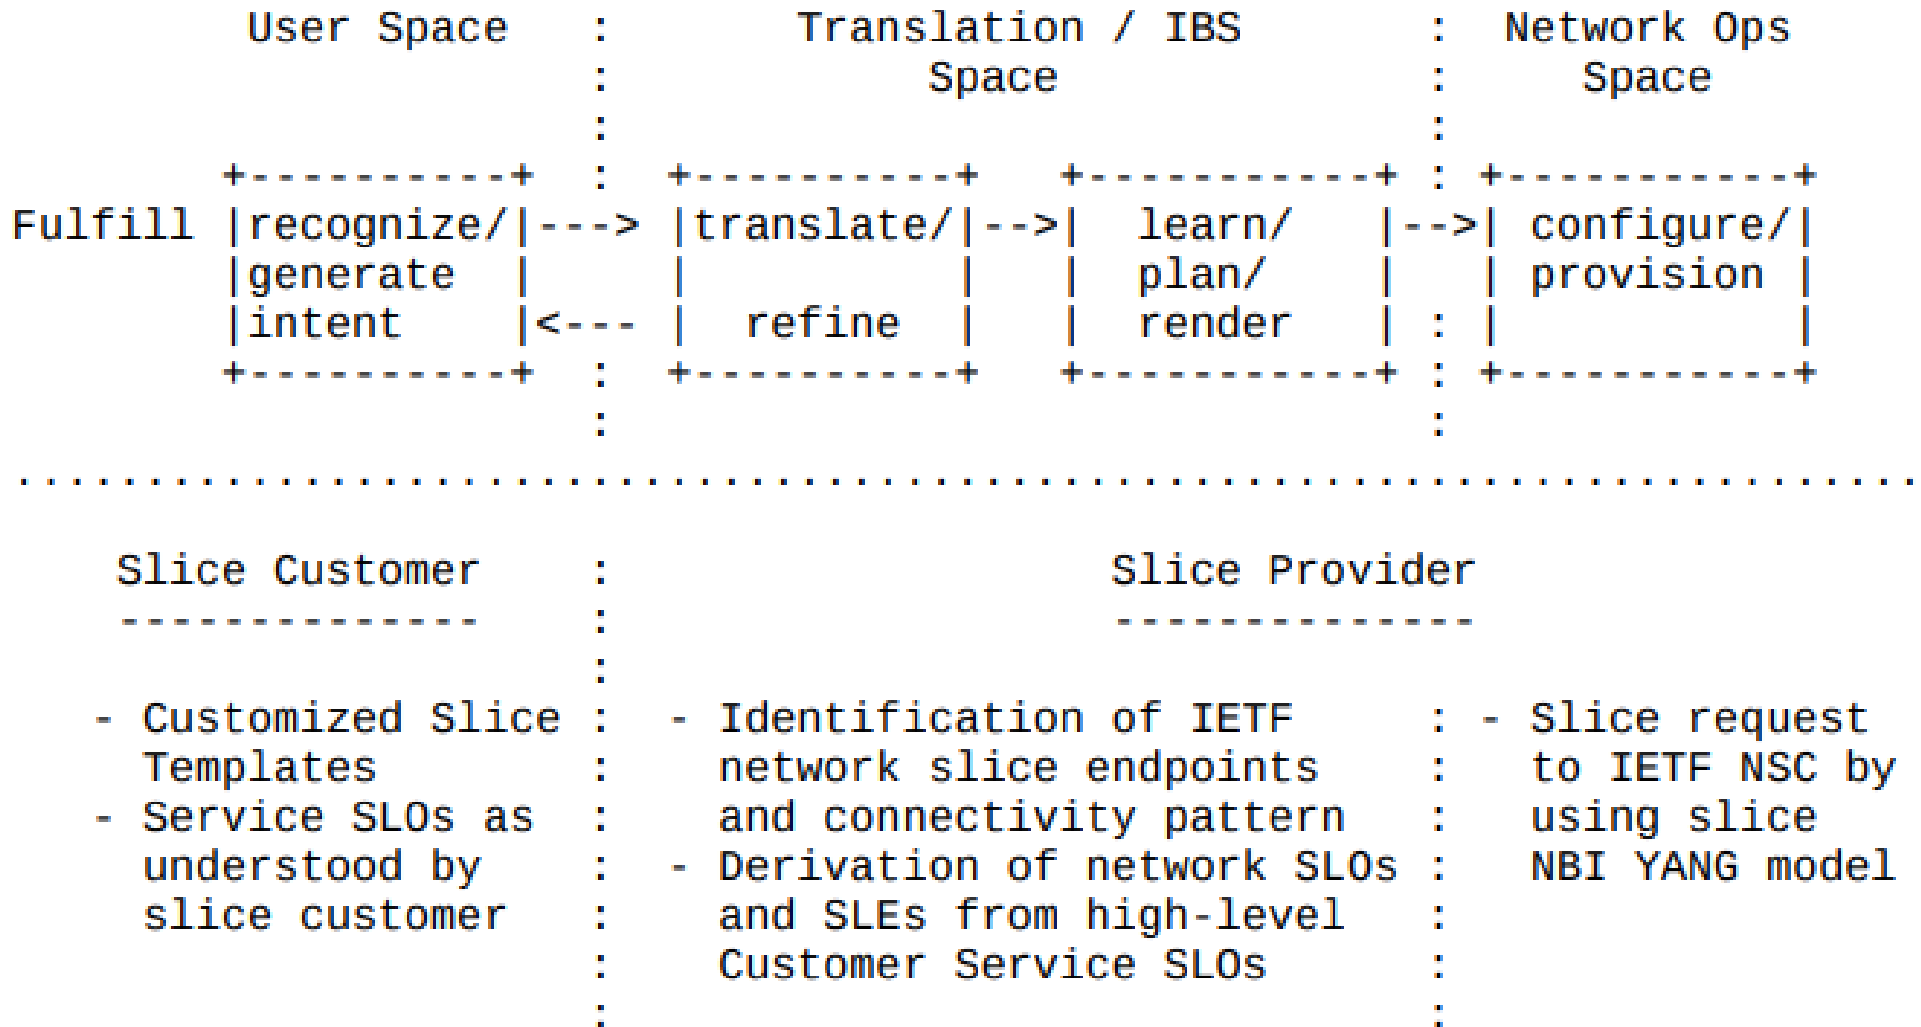 User Space   :       Translation / IBS       :  Network Ops
                      :            Space              :     Space
                      :                               :
        +----------+  :  +----------+   +-----------+ : +-----------+
Fulfill |recognize/|---> |translate/|-->|  learn/   |-->| configure/|
        |generate  |     |          |   |  plan/    |   | provision |
        |intent    |<--- |  refine  |   |  render   | : |           |
        +----------+  :  +----------+   +-----------+ : +-----------+
                      :                               :
.........................................................................
    Slice Customer    :                   Slice Provider
    --------------    :                   --------------
                      :
   - Customized Slice :  - Identification of IETF     : - Slice request
     Templates        :    network slice endpoints    :   to IETF NSC by
   - Service SLOs as  :    and connectivity pattern   :   using slice
     understood by    :  - Derivation of network SLOs :   NBI YANG model
     slice customer   :    and SLEs from high-level   :
                      :    Customer Service SLOs      :
                      :                               :